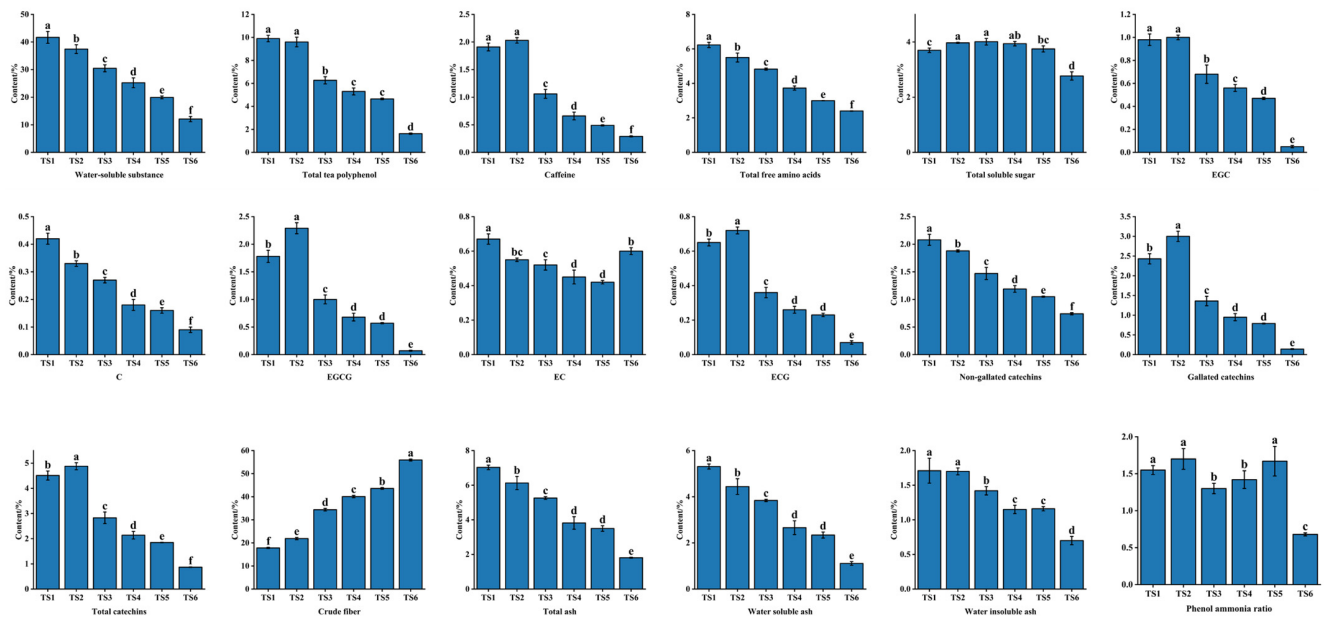 Content/%
50
40
30
20
10
0
a b c d e f
TS1 TS2 TS3 TS4 TS5 TS6
Water-soluble substance
Content/%
12
10
8
6
4
2
0
a a b c c d
TS1 TS2 TS3 TS4 TS5 TS6
Total tea polyphenol
Content/%
2.5
2.0
1.5
1.0
0.5
0.0
b a c d e f
TS1 TS2 TS3 TS4 TS5 TS6
Caffeine
Content/%
8
6
4
2
0
a b c d e f
TS1 TS2 TS3 TS4 TS5 TS6
Total free amino acids
Content/%
4
2
0
c a a ab bc d
TS1 TS2 TS3 TS4 TS5 TS6
Total soluble sugar
Content/%
1.2
1.0
0.8
0.6
0.4
0.2
0.0
a a b c d e
TS1 TS2 TS3 TS4 TS5 TS6
EGC
Content/%
0.5
0.4
0.3
0.2
0.1
0.0
a b c d e f
TS1 TS2 TS3 TS4 TS5 TS6
C
Content/%
2.5
2.0
1.5
1.0
0.5
0.0
b a c d d e
TS1 TS2 TS3 TS4 TS5 TS6
EGCG
Content/%
0.8
0.6
0.4
0.2
0.0
a bc c d d b
TS1 TS2 TS3 TS4 TS5 TS6
EC
Content/%
0.8
0.6
0.4
0.2
0.0
b a c d d e
TS1 TS2 TS3 TS4 TS5 TS6
ECG
Content/%
2.5
2.0
1.5
1.0
0.5
0.0
a b c d e f
TS1 TS2 TS3 TS4 TS5 TS6
Non-gallated catechins
Content/%
3.5
3.0
2.5
2.0
1.5
1.0
0.5
0.0
b a c d d e
TS1 TS2 TS3 TS4 TS5 TS6
Gallated catechins
Content/%
5
4
3
2
1
0
b a c d e f
TS1 TS2 TS3 TS4 TS5 TS6
Total catechins
Content/%
60
50
40
30
20
10
0
f e d c b a
TS1 TS2 TS3 TS4 TS5 TS6
Crude fiber
Content/%
8
6
4
2
0
a b c d d e
TS1 TS2 TS3 TS4 TS5 TS6
Total ash
Content/%
6
4
2
0
a b c d d e
TS1 TS2 TS3 TS4 TS5 TS6
Water soluble ash
Content/%
2.0
1.5
1.0
0.5
0.0
a a b c c d
TS1 TS2 TS3 TS4 TS5 TS6
Water insoluble ash
Content/%
2.0
1.5
1.0
0.5
0.0
a a b b a c
TS1 TS2 TS3 TS4 TS5 TS6
Phenol ammonia ratio